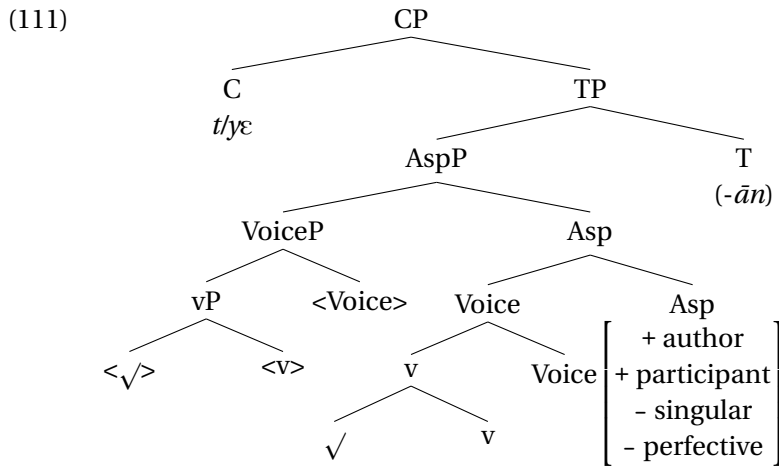 (111) CP
C TP
t/yɛ
AspP T
(-ān)
VoiceP Asp
vP <Voice> Voice Asp
<√> <v> v Voice
+ author
+ participant
– singular
– perfective
√ v